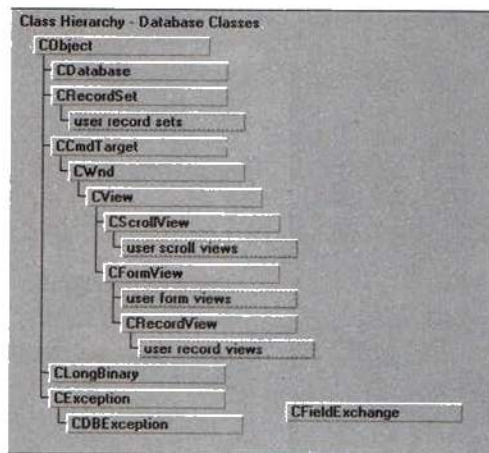 Class Hierarchy - Database Classes
CObject
CDatabase
CRecordSet
user record sets
CCmdTarget
CWnd
CView
CScrollView
user scroll views
CFormView
user form views
CRecordView
user record views
CLongBinary
CException
CDBException
CFieldExchange